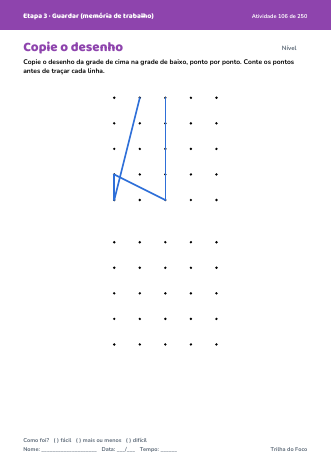 Etapa 3 · Guardar (memória de trabalho)
Atividade 106 de 250
Copie o desenho
Nível
Copie o desenho da grade de cima na grade de baixo, ponto por ponto. Conte os pontos
antes de traçar cada linha.
Como foi? ( ) fácil ( ) mais ou menos ( ) difícil
Nome: ____________________ Data: ___/___ Tempo: ______
Trilha do Foco